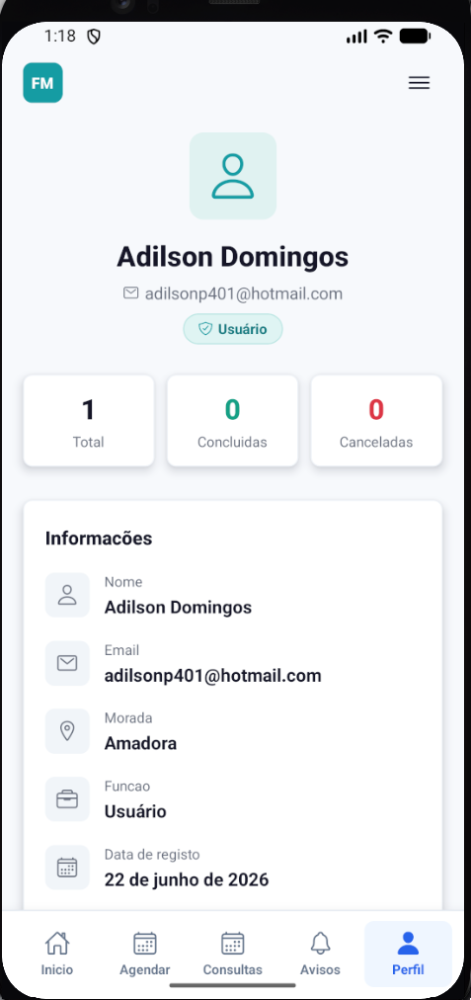 1:18
FM
Adilson Domingos
adilsonp401@hotmail.com
Usuário
1
Total
0
Concluidas
0
Canceladas
Informacões
Nome
Adilson Domingos
Email
adilsonp401@hotmail.com
Morada
Amadora
Funcao
Usuário
Data de registo
22 de junho de 2026
Inicio
Agendar
Consultas
Avisos
Perfil